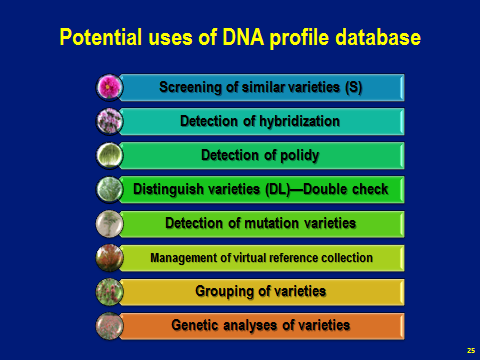 Potential uses of DNA profile database
Screening of similar varieties (S)
Detection of hybridization
Detection of polidy
Distinguish varieties (DL)—Double check
Detection of mutation varieties
Management of virtual reference collection
Grouping of varieties
Genetic analyses of varieties
25